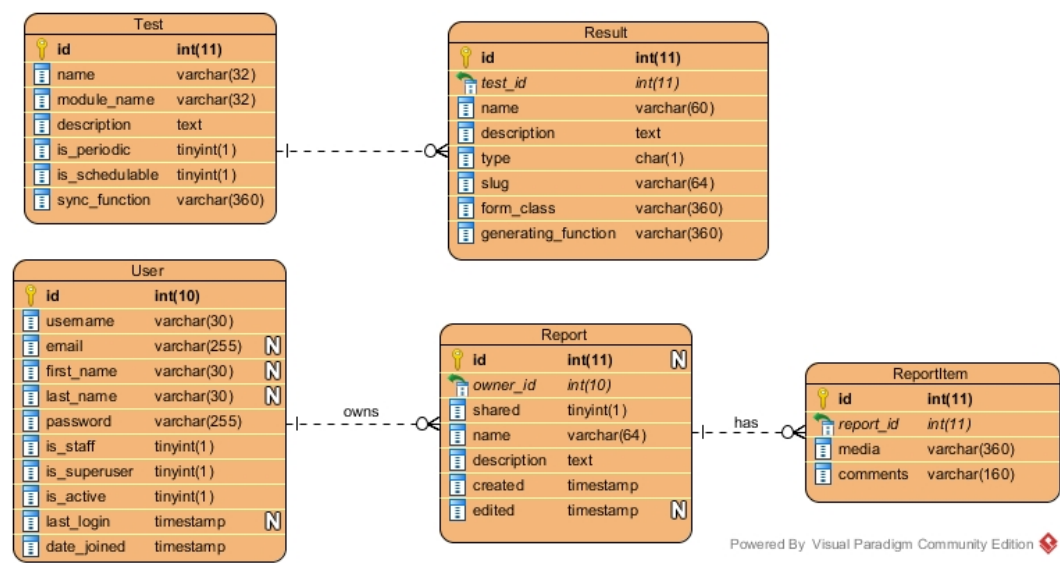 Test
id int(11)
name varchar(32)
module_name varchar(32)
description text
is_periodic tinyint(1)
is_schedulable tinyint(1)
sync_function varchar(360)
Result
id int(11)
test_id int(11)
name varchar(60)
description text
type char(1)
slug varchar(64)
form_class varchar(360)
generating_function varchar(360)
User
id int(10)
username varchar(30)
email varchar(255) N
first_name varchar(30) N
last_name varchar(30) N
password varchar(255)
is_staff tinyint(1)
is_superuser tinyint(1)
is_active tinyint(1)
last_login timestamp N
date_joined timestamp
owns
Report
id int(11) N
owner_id int(10)
shared tinyint(1)
name varchar(64)
description text
created timestamp
edited timestamp N
has
ReportItem
id int(11)
report_id int(11)
media varchar(360)
comments varchar(160)
Powered By Visual Paradigm Community Edition